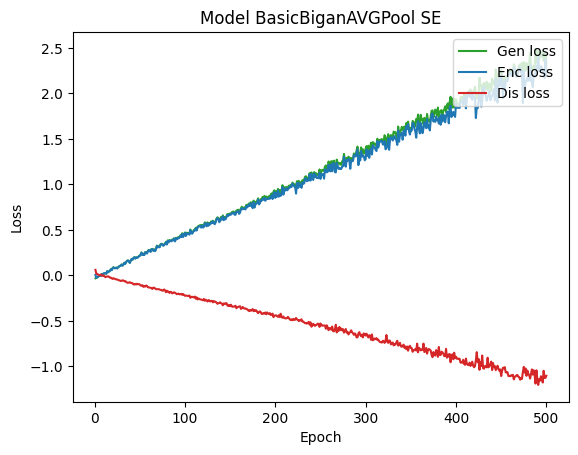 Model BasicBiganAVGPool SE
Gen loss
Enc loss
Dis loss
2.5
2.0
1.5
1.0
0.5
0.0
−0.5
−1.0
Loss
0
100
200
300
400
500
Epoch